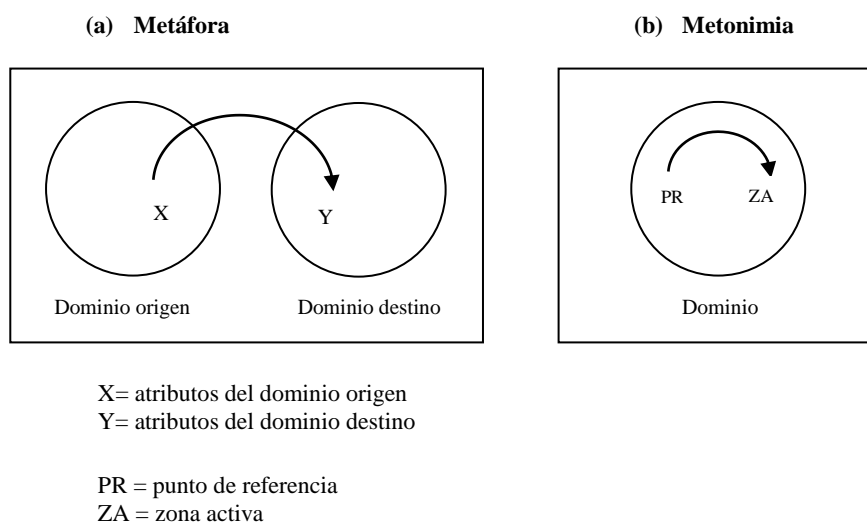 (a) Metáfora
(b) Metonimia
X
Y
Dominio origen
Dominio destino
PR
ZA
Dominio
X= atributos del dominio origen
Y= atributos del dominio destino
PR = punto de referencia
ZA = zona activa